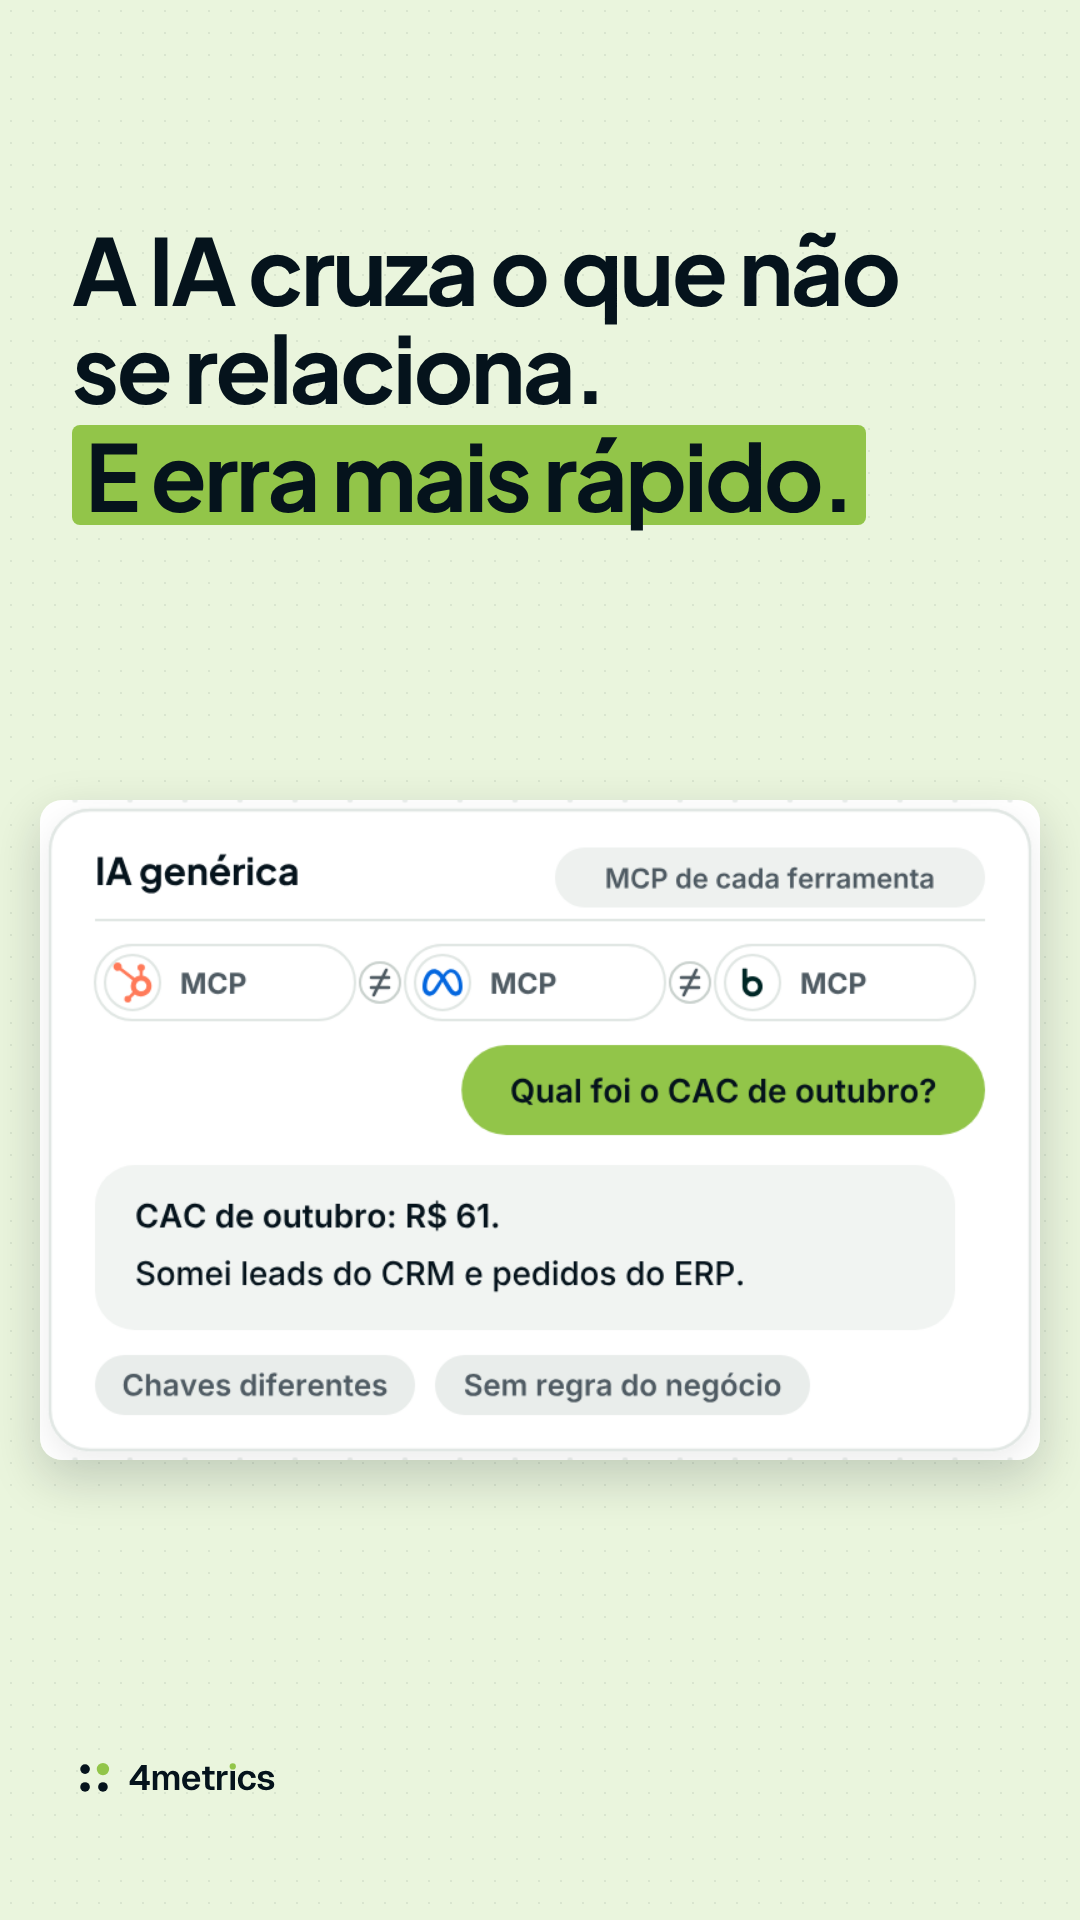 A IA cruza o que não
se relaciona.
E erra mais rápido.
IA genérica
MCP de cada ferramenta
MCP ≠ MCP ≠ b MCP
Qual foi o CAC de outubro?
CAC de outubro: R$ 61.
Somei leads do CRM e pedidos do ERP.
Chaves diferentes
Sem regra do negócio
4metrics